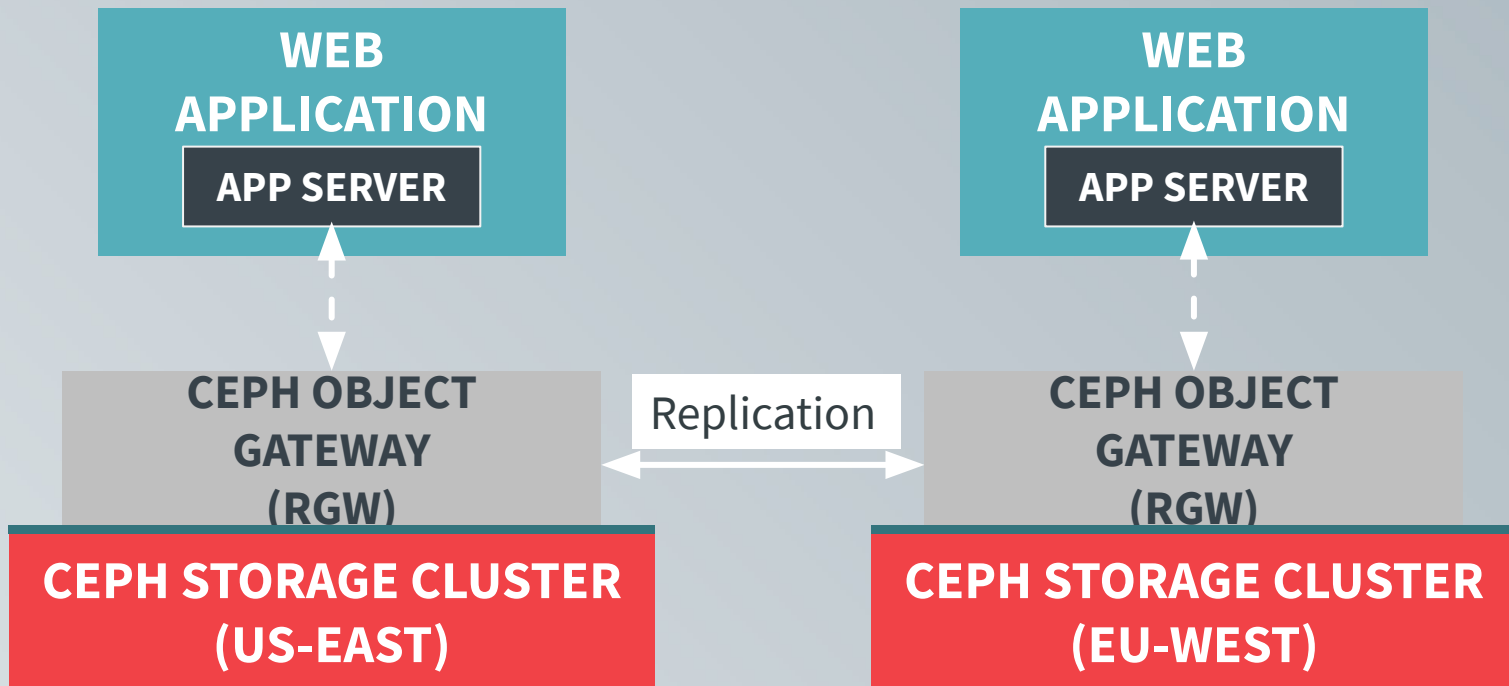 WEB
APPLICATION
APP SERVER
CEPH OBJECT
GATEWAY
(RGW)
CEPH STORAGE CLUSTER
(US-EAST)
Replication
WEB
APPLICATION
APP SERVER
CEPH OBJECT
GATEWAY
(RGW)
CEPH STORAGE CLUSTER
(EU-WEST)